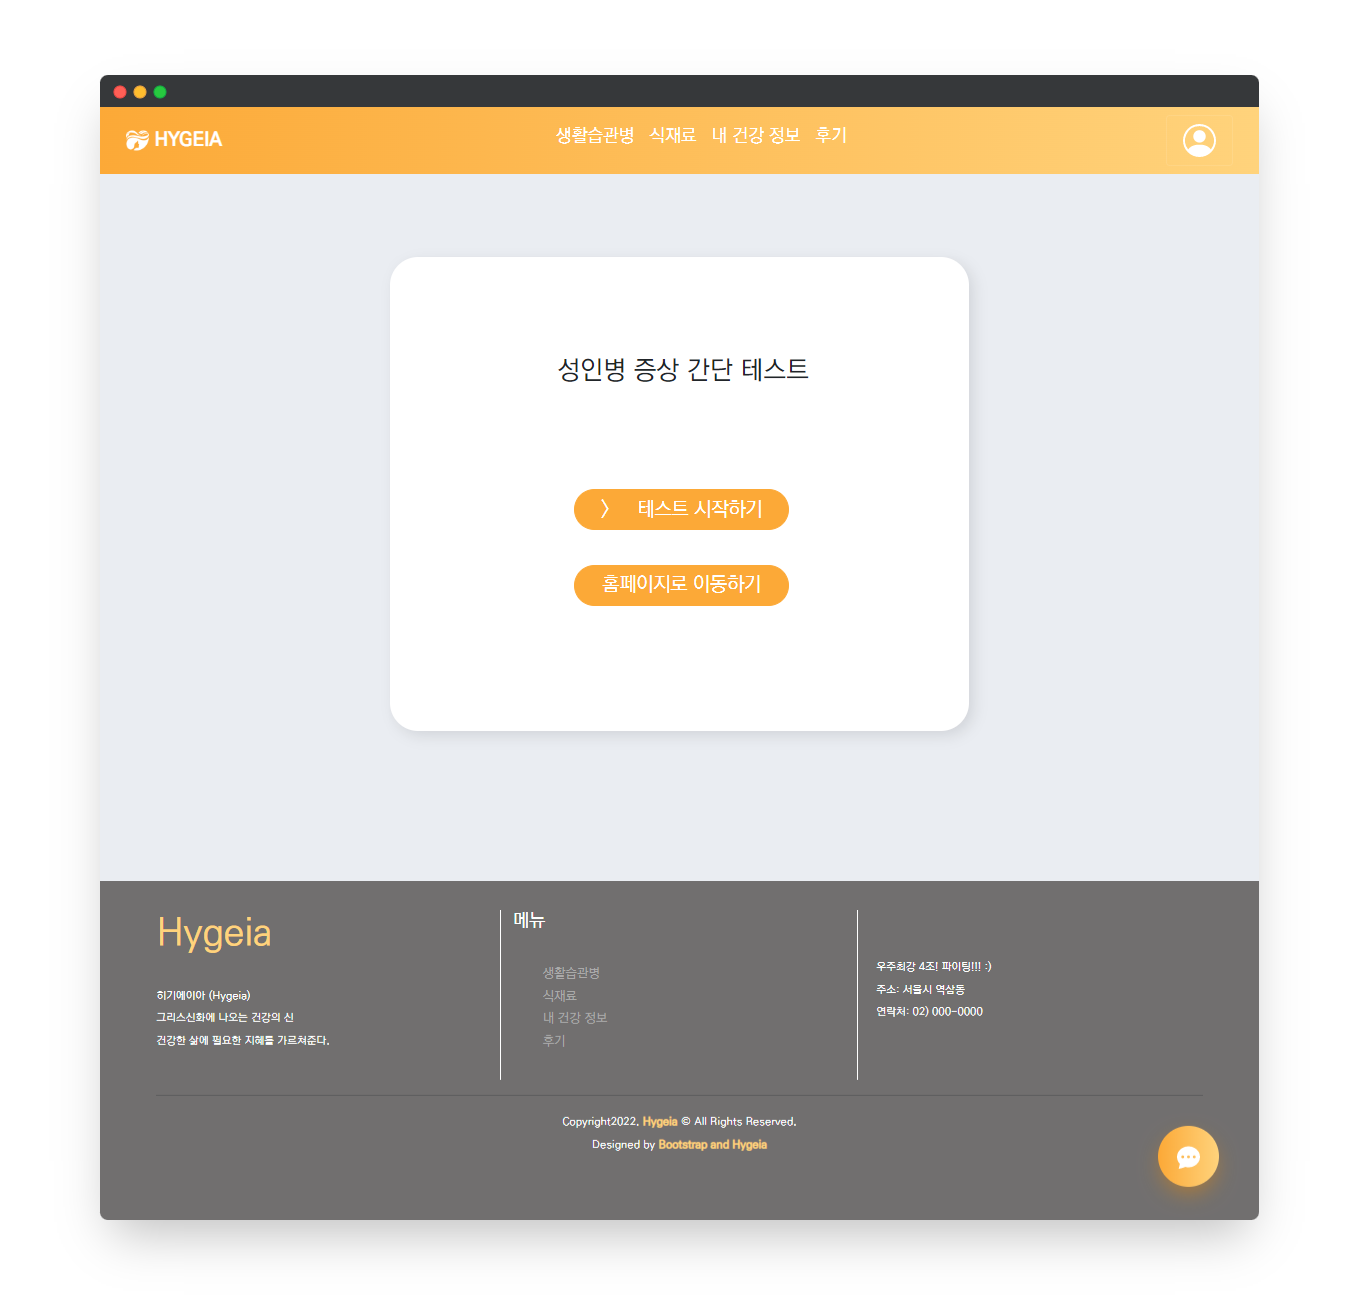 HYGEIA
생활습관병 식재료 내 건강 정보 후기
성인병 증상 간단 테스트
〉 테스트 시작하기
홈페이지로 이동하기
Hygeia
히기에이아 (Hygeia)
그리스신화에 나오는 건강의 신
건강한 삶에 필요한 지혜를 가르쳐준다.
메뉴
생활습관병
식재료
내 건강 정보
후기
우주최강 4조! 파이팅!!! :)
주소: 서울시 역삼동
연락처: 02) 000-0000
Copyright2022. Hygeia © All Rights Reserved.
Designed by Bootstrap and Hygeia